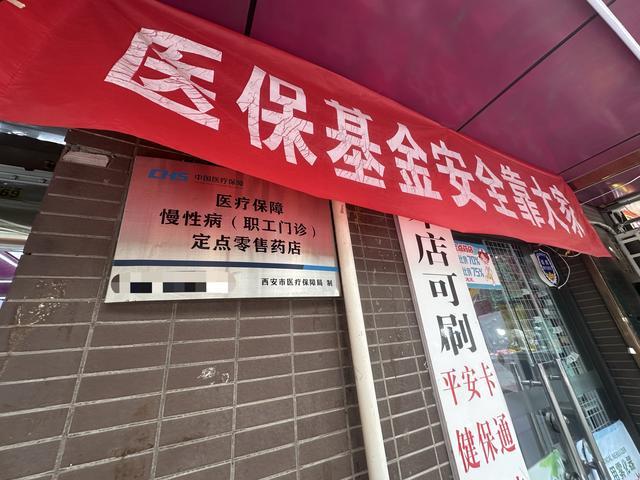 医保基金安全靠大家
CHS 中国医疗保障
医疗保障
慢性病（职工门诊）
定点零售药店
西安市医疗保障局 制
店可刷
平安卡
健保通
70%
75%